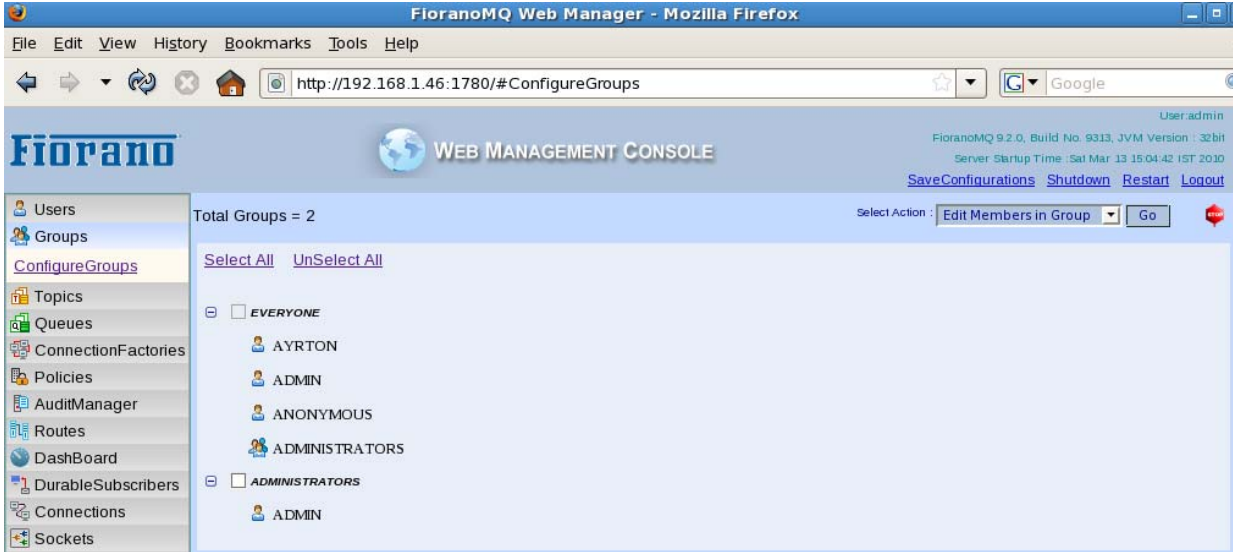 FioranoMQ Web Manager - Mozilla Firefox
File Edit View History Bookmarks Tools Help
http://192.168.1.46:1780/#ConfigureGroups
G Google
Fiorano
WEB MANAGEMENT CONSOLE
User:admin
FioranoMQ 9.2.0, Build No. 9313, JVM Version : 32bit
Server Startup Time :Sat Mar 13 15:04:42 IST 2010
SaveConfigurations Shutdown Restart Logout
Users
Groups
ConfigureGroups
Topics
Queues
ConnectionFactories
Policies
AuditManager
Routes
DashBoard
DurableSubscribers
Connections
Sockets
Total Groups = 2
Select Action : Edit Members in Group Go
STOP
Select All UnSelect All
EVERYONE
AYRTON
ADMIN
ANONYMOUS
ADMINISTRATORS
ADMINISTRATORS
ADMIN